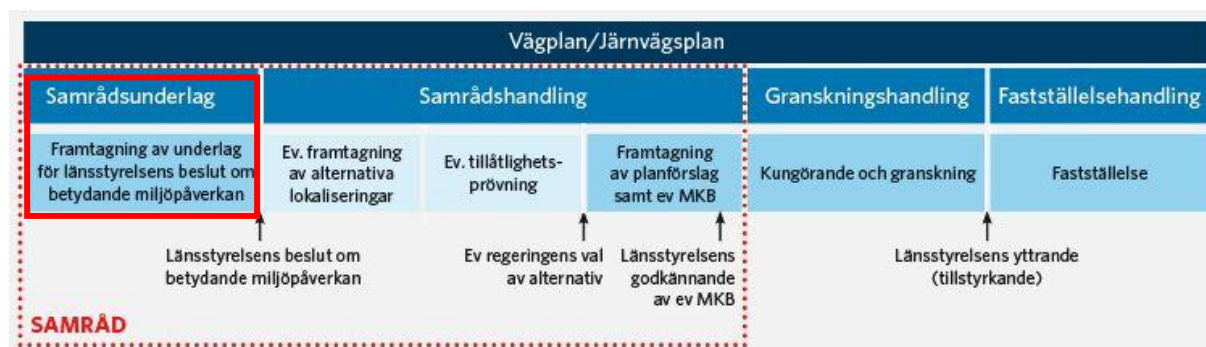 Vägplan/Järnvägsplan
Samrådsunderlag
Samrådshandling
Granskningshandling
Fastställelsehandling
Framtagning av underlag
för länsstyrelsens beslut om
betydande miljöpåverkan
Ev. framtagning
av alternativa
lokaliseringar
Ev. tillåtlighets-
prövning
Framtagning
av planförslag
samt ev MKB
Kungörande och granskning
Fastställelse
Länsstyrelsens beslut om
betydande miljöpåverkan
Ev regeringens val
av alternativ
Länsstyrelsens
godkännande
av ev MKB
Länsstyrelsens yttrande
(tillstyrkande)
SAMRÅD